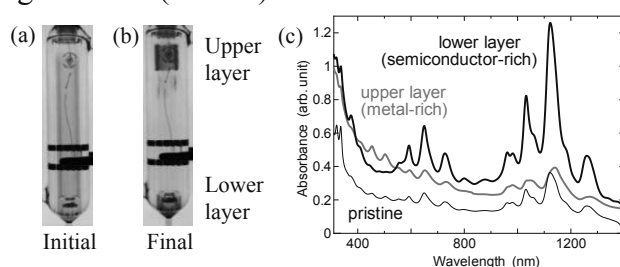 (a)
(b)
Upper
layer
Lower
layer
Initial
Final
(c)
lower layer
(semiconductor-rich)
upper layer
(metal-rich)
pristine
Absorbance (arb. unit)
1.2
1
0.8
0.6
0.4
0.2
0
400
800
1200
Wavelength (nm)